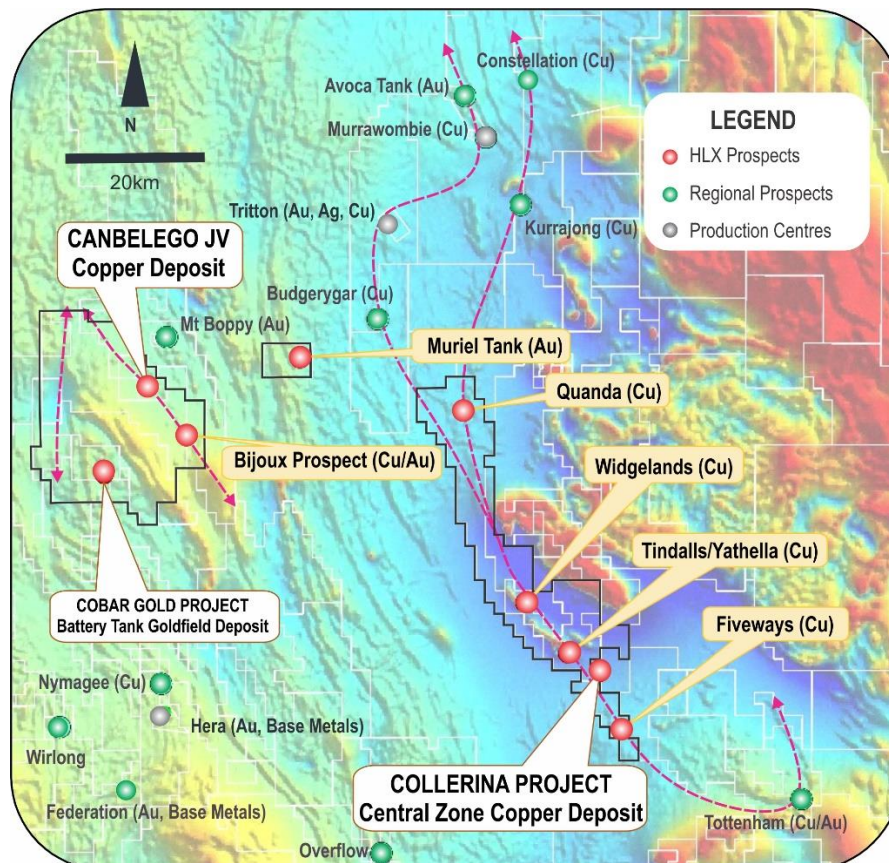 Constellation (Cu)
Avoca Tank (Au)
Murrawombie (Cu)
N
20km
LEGEND
HLX Prospects
Regional Prospects
Production Centres
Tritton (Au, Ag, Cu)
Kurrajong (Cu)
CANBELEGO JV
Copper Deposit
Budgerygar (Cu)
Mt Boppy (Au)
Muriel Tank (Au)
Quanda (Cu)
Bijoux Prospect (Cu/Au)
Widgelands (Cu)
Tindalls/Yathella (Cu)
COBAR GOLD PROJECT
Battery Tank Goldfield Deposit
Fiveways (Cu)
Nymagee (Cu)
Hera (Au, Base Metals)
Wirlong
COLLERINA PROJECT
Central Zone Copper Deposit
Federation (Au, Base Metals)
Tottenham (Cu/Au)
Overflow